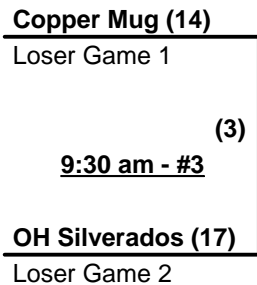 Copper Mug (14)
Loser Game 1
(3)
9:30 am - #3
OH Silverados (17)
Loser Game 2